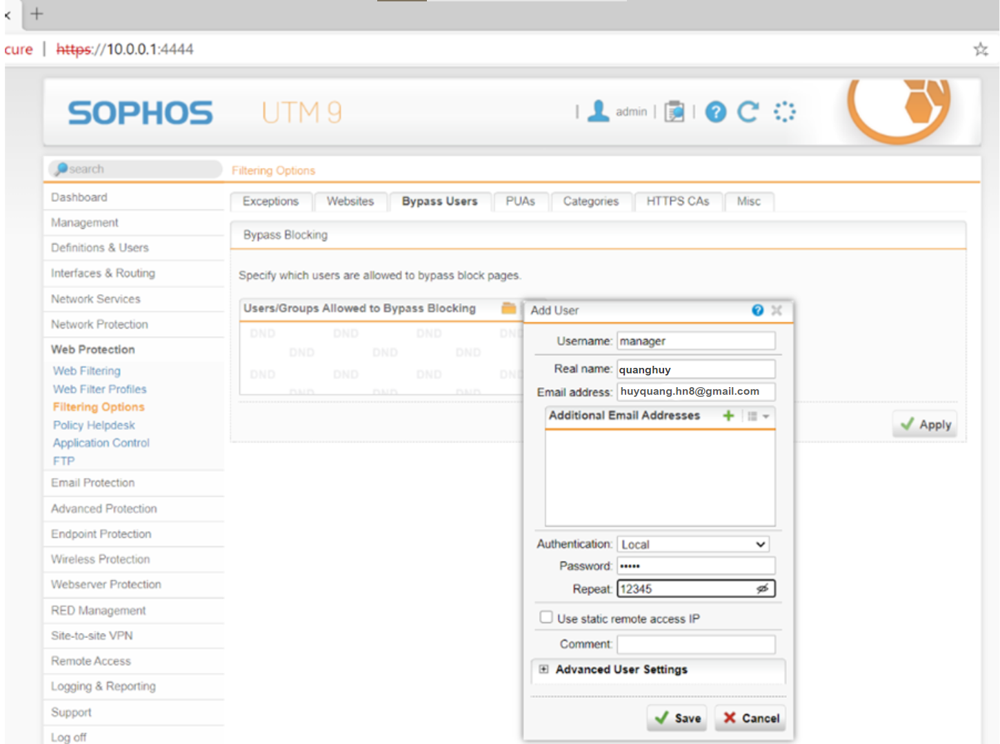 cure | https://10.0.0.1:4444
SOPHOS UTM 9
admin
search
Filtering Options
Dashboard
Management
Definitions & Users
Interfaces & Routing
Network Services
Network Protection
Web Protection
Web Filtering
Web Filter Profiles
Filtering Options
Policy Helpdesk
Application Control
FTP
Email Protection
Advanced Protection
Endpoint Protection
Wireless Protection
Webserver Protection
RED Management
Site-to-site VPN
Remote Access
Logging & Reporting
Support
Log off
Exceptions Websites Bypass Users PUAs Categories HTTPS CAs Misc
Bypass Blocking
Specify which users are allowed to bypass block pages.
Users/Groups Allowed to Bypass Blocking
DND DND DND DND
DND DND DND
DND DND DND DND
DND DND DND
Apply
Add User
Username: manager
Real name: quanghuy
Email address: huyquang.hn8@gmail.com
Additional Email Addresses
Authentication: Local
Password: •••••
Repeat: 12345
Use static remote access IP
Comment:
Advanced User Settings
Save Cancel